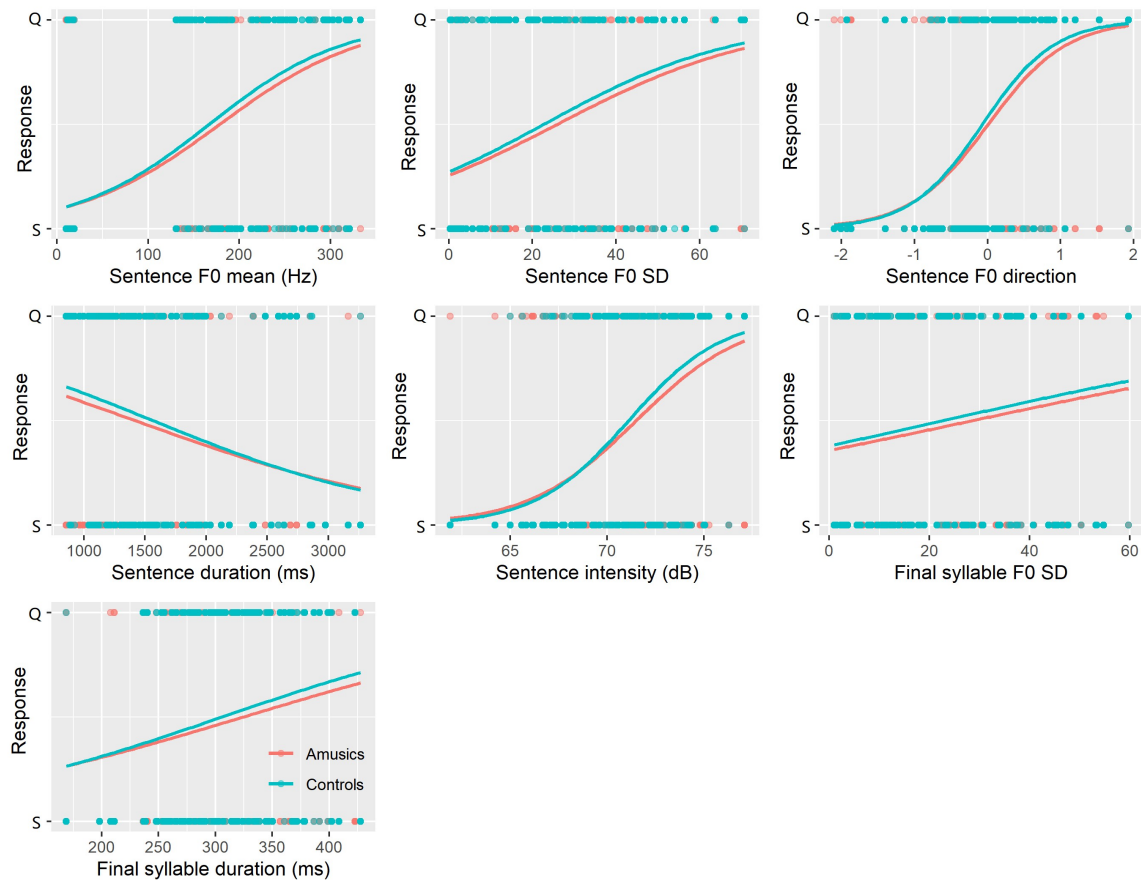 Q
Response
S
0 100 200 300
Sentence F0 mean (Hz)
Q
Response
S
0 20 40 60
Sentence F0 SD
Q
Response
S
-2 -1 0 1 2
Sentence F0 direction
Q
Response
S
1000 1500 2000 2500 3000
Sentence duration (ms)
Q
Response
S
65 70 75
Sentence intensity (dB)
Q
Response
S
0 20 40 60
Final syllable F0 SD
Q
Response
Amusics
Controls
S
200 250 300 350 400
Final syllable duration (ms)